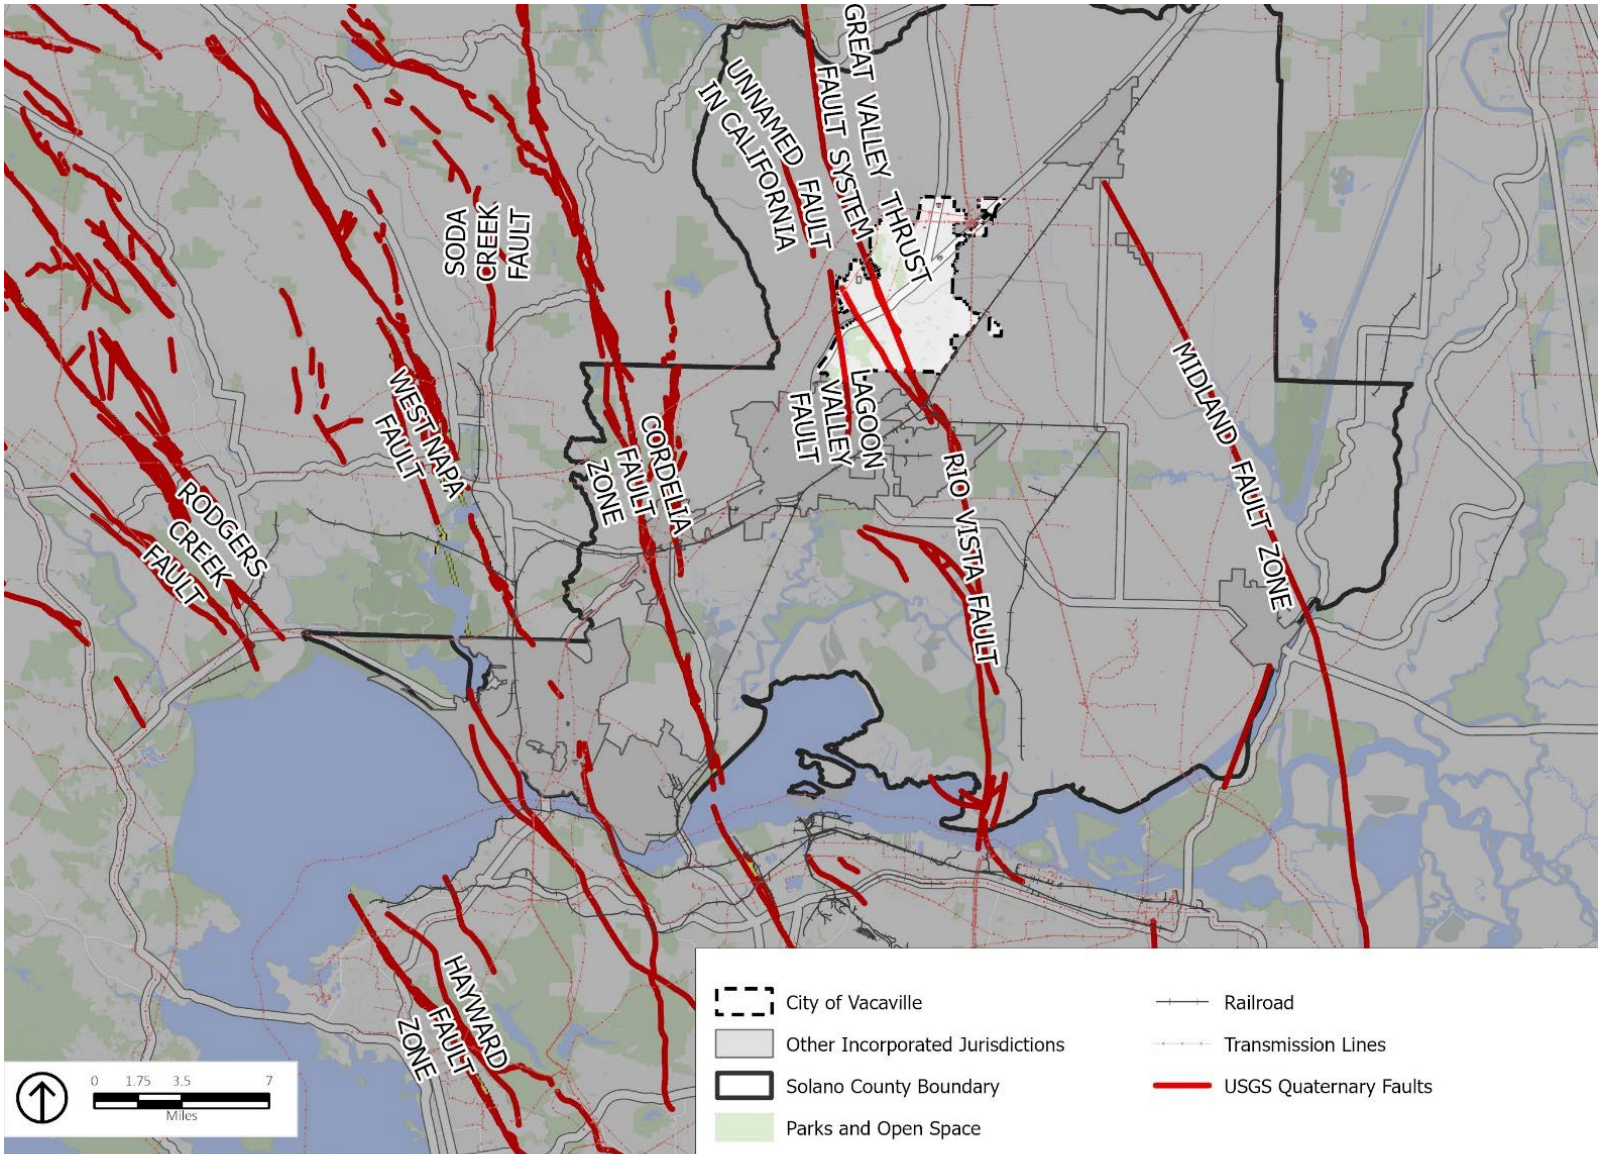 GREAT VALLEY THRUST
FAULT SYSTEM
UNNAMED FAULT
IN CALIFORNIA
SODA
CREEK
FAULT
WEST NAPA
FAULT
LAGOON
VALLEY
FAULT
CORDELIA
FAULT
ZONE
RIO VISTA FAULT
MIDLAND FAULT ZONE
RODGERS
CREEK
FAULT
HAYWARD
FAULT
ZONE
City of Vacaville
Other Incorporated Jurisdictions
Solano County Boundary
Parks and Open Space
Railroad
Transmission Lines
USGS Quaternary Faults
0 1.75 3.5 7
Miles